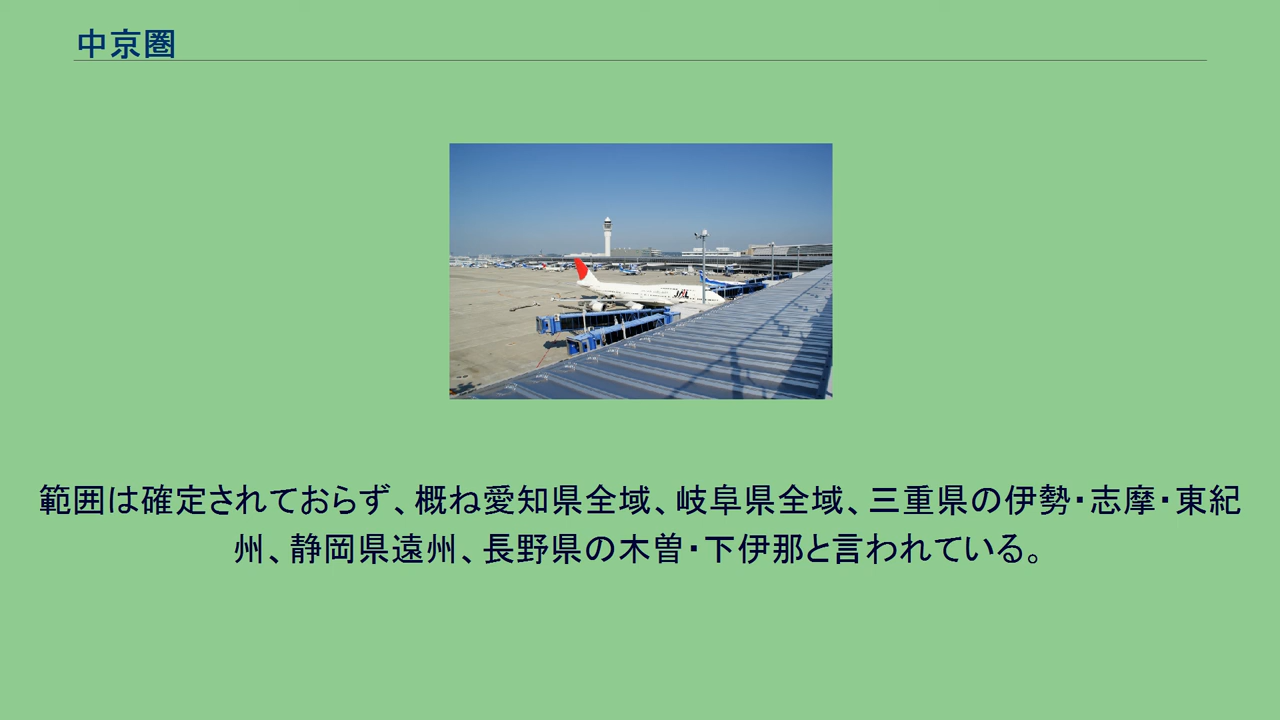 中京圏
JAL
範囲は確定されておらず、概ね愛知県全域、岐阜県全域、三重県の伊勢・志摩・東紀
州、静岡県遠州、長野県の木曽・下伊那と言われている。